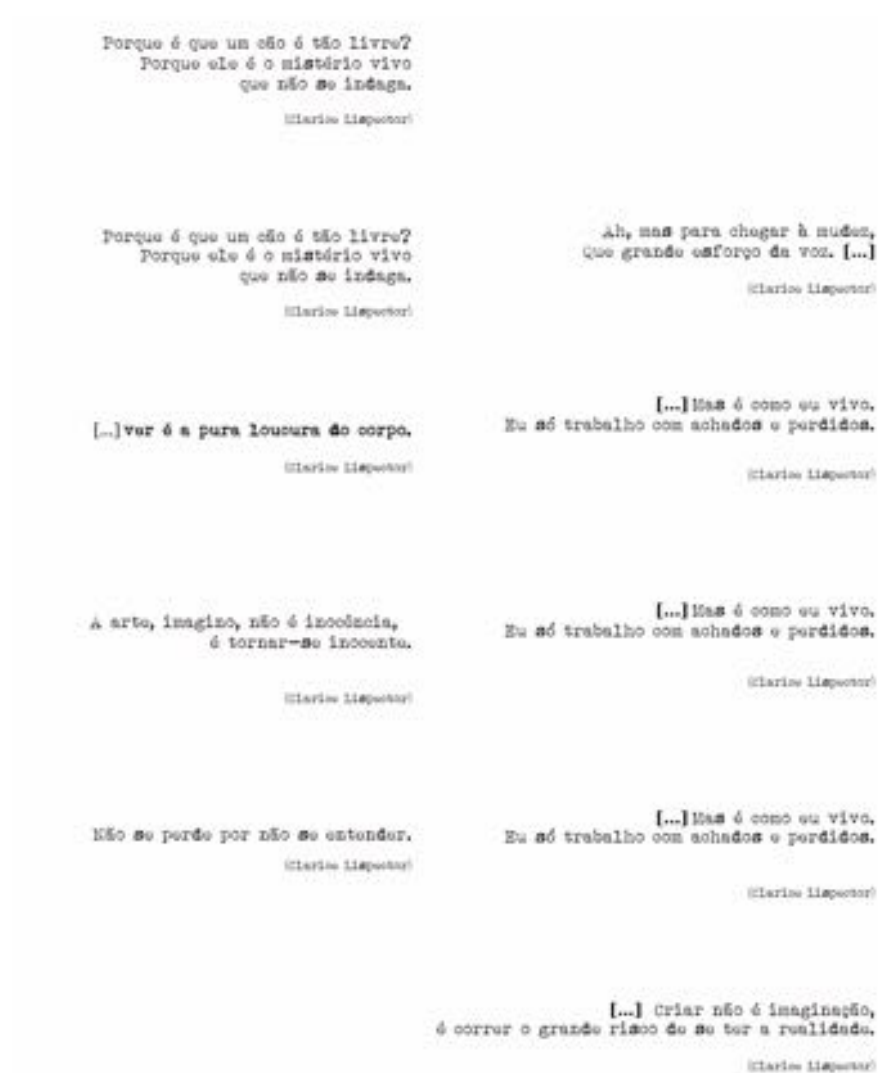 Porque é que um cão é tão livre?
Porque ele é o mistério vivo
que não se indaga.
(Clarice Lispector)
Porque é que um cão é tão livre?
Porque ele é o mistério vivo
que não se indaga.
(Clarice Lispector)
[...]ver é a pura loucura do corpo.
(Clarice Lispector)
A arte, imagino, não é inocência,
é tornar-se inocente.
(Clarice Lispector)
Não se perde por não se entender.
(Clarice Lispector)
Ah, mas para chegar à mudez,
Que grande esforço da voz. [...]
(Clarice Lispector)
[...] Mas é como eu vivo.
Eu só trabalho com achados e perdidos.
(Clarice Lispector)
[...] Mas é como eu vivo.
Eu só trabalho com achados e perdidos.
(Clarice Lispector)
[...] Mas é como eu vivo.
Eu só trabalho com achados e perdidos.
(Clarice Lispector)
[...] Criar não é imaginação,
é correr o grande risco de se ter a realidade.
(Clarice Lispector)